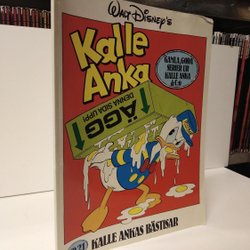 WALT DISNEY'S
Kalle
Anka
GAMLA, GODA
SERIER UR
KALLE ANKA
& C:o
ÄGG
DENNA SIDA UPP!
KALLE ANKAS BÄSTISAR